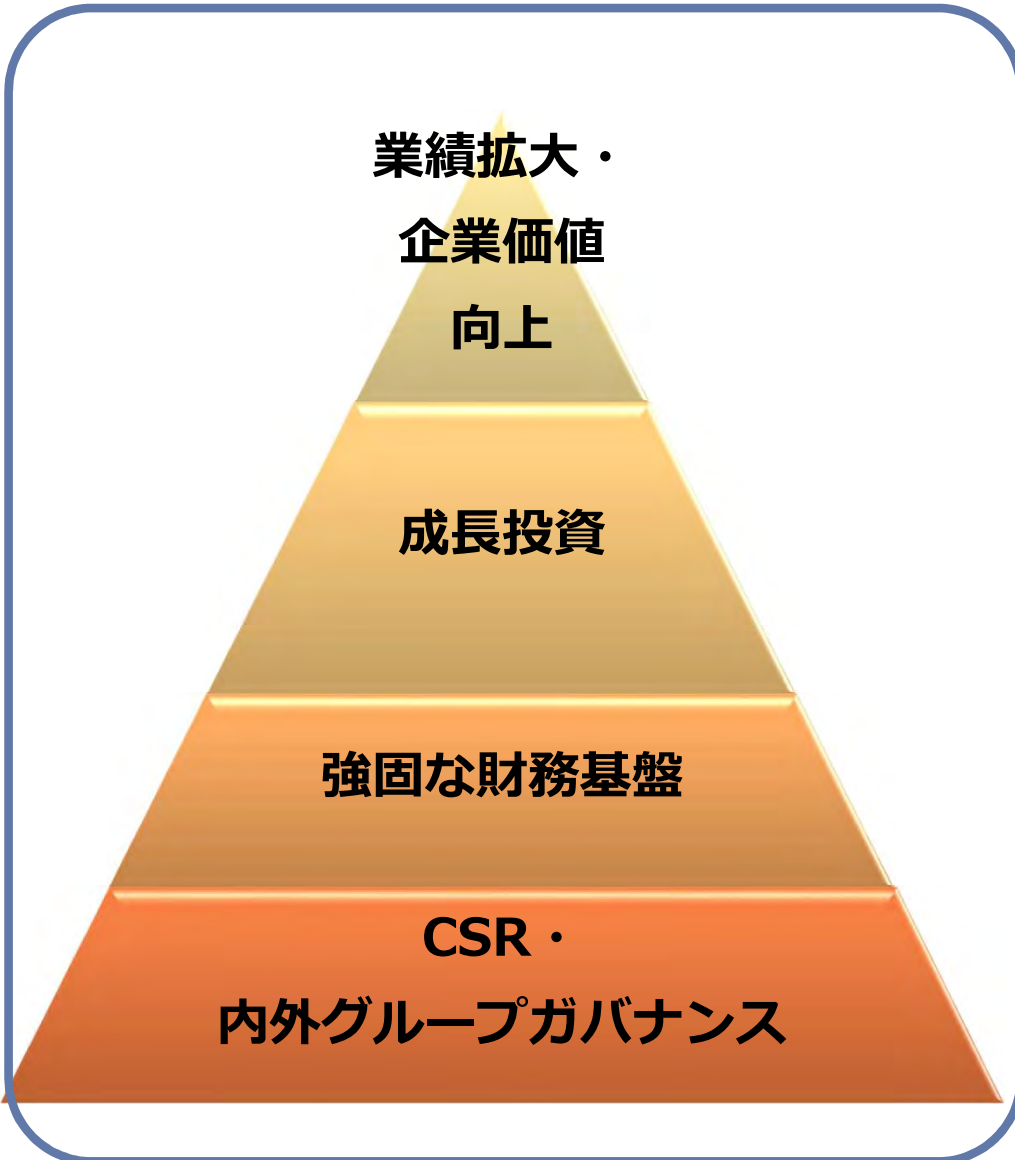 業績拡大・
企業価値
向上
成長投資
強固な財務基盤
CSR・
内外グループガバナンス